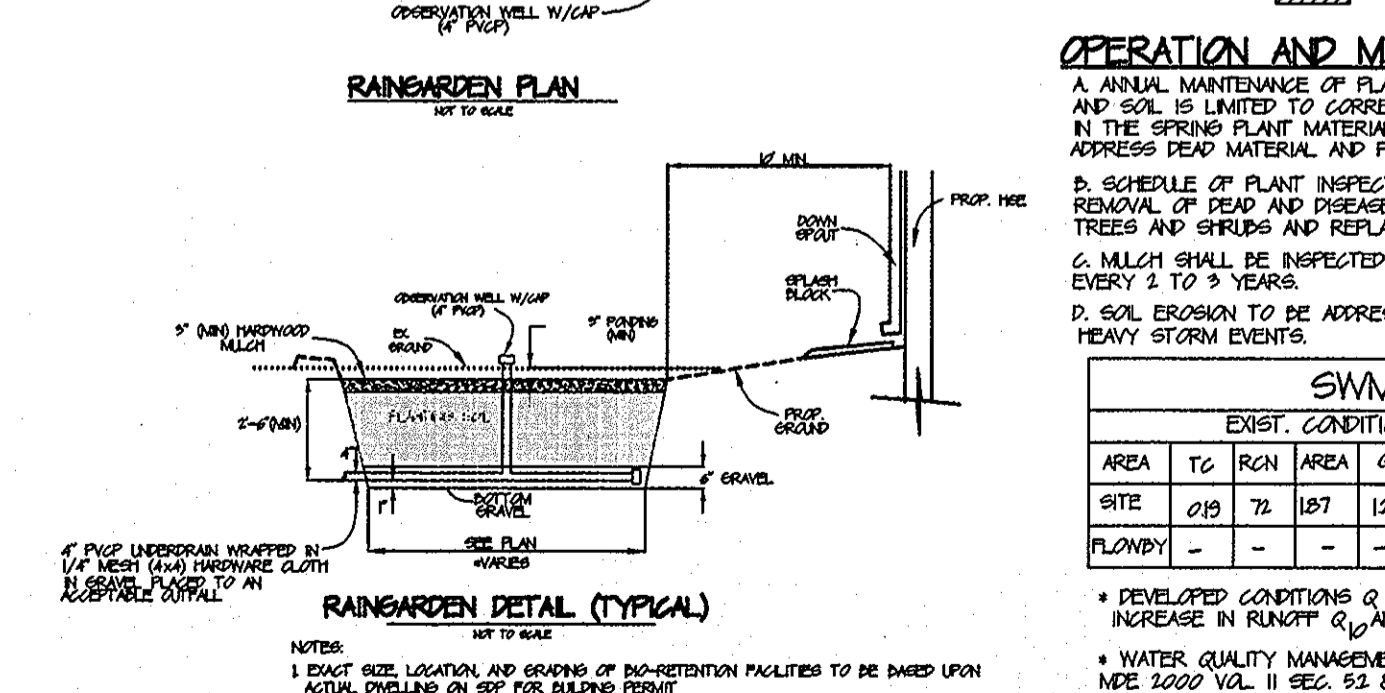 OBSERVATION WELL W/CAP
(4" PVCP)
RAINGARDEN PLAN
NOT TO SCALE
10' MIN.
PROP. HSE
DOWN
SPOUT
SPLASH
BLOCK
OBSERVATION WELL W/CAP
(4" PVCP)
3" (MIN) HARDWOOD
MULCH
EX.
GROUND
3" PONDING
(MIN)
2'-6" (MIN)
PLANTING SOIL
PROP.
GROUND
4"
1"
6" GRAVEL
BOTTOM
GRAVEL
SEE PLAN
*VARIES
4" PVCP UNDERDRAIN WRAPPED IN
1/4" MESH (4x4) HARDWARE CLOTH
IN GRAVEL PLACED TO AN
ACCEPTABLE OUTFALL
RAINGARDEN DETAIL (TYPICAL)
NOT TO SCALE
NOTES:
1. EXACT SIZE, LOCATION, AND GRADING OF BIO-RETENTION FACILITIES TO BE BASED UPON
ACTUAL DWELLING ON SDP FOR BUILDING PERMIT
OPERATION AND M
A. ANNUAL MAINTENANCE OF PLA
AND SOIL IS LIMITED TO CORRE
IN THE SPRING PLANT MATERIA
ADDRESS DEAD MATERIAL AND P
B. SCHEDULE OF PLANT INSPECT
REMOVAL OF DEAD AND DISEASE
TREES AND SHRUBS AND REPLA
C. MULCH SHALL BE INSPECTED
EVERY 2 TO 3 YEARS.
D. SOIL EROSION TO BE ADDRES
HEAVY STORM EVENTS.
SWM
EXIST. CONDITI
AREA TC RCN AREA
SITE 0.19 72 1.87
FLOWBY - - - -
* DEVELOPED CONDITIONS Q
INCREASE IN RUNOFF Q10 A
* WATER QUALITY MANAGEME
MDE 2000 VOL. II SEC. 5.2 &